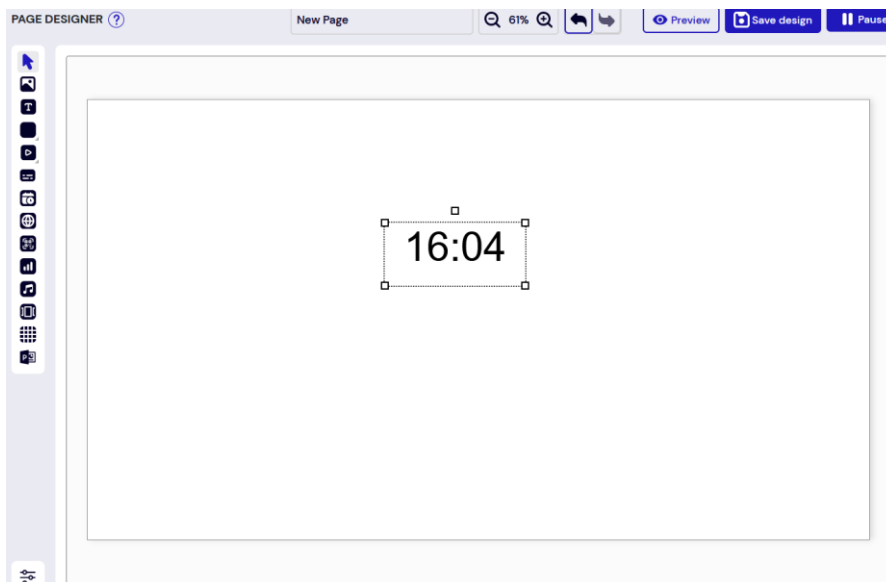 PAGE DESIGNER ?
New Page
61%
Preview
Save design
Pause
T
16:04
P